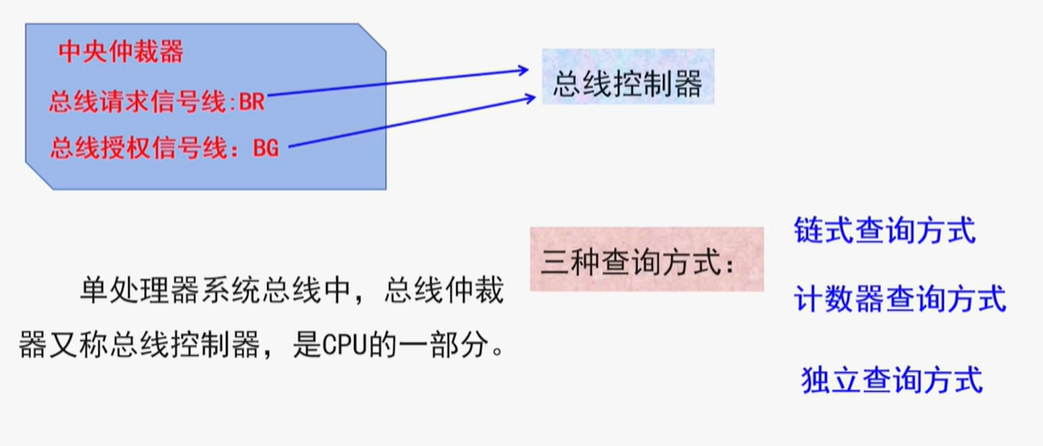 中央仲裁器
总线请求信号线:BR
总线授权信号线：BG
总线控制器
单处理器系统总线中，总线仲裁
器又称总线控制器，是CPU的一部分。
三种查询方式：
链式查询方式
计数器查询方式
独立查询方式